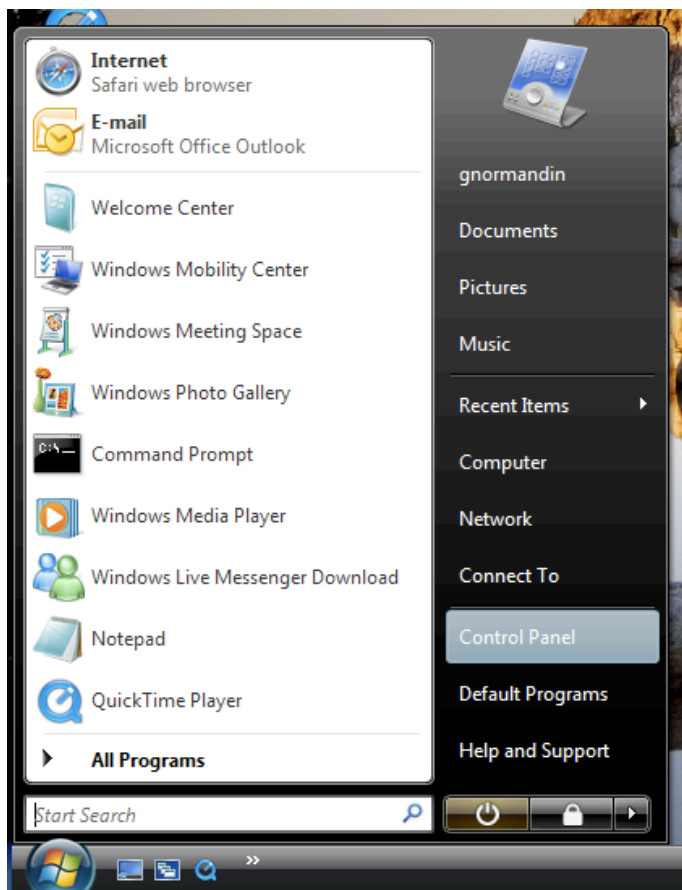 Internet
Safari web browser
E-mail
Microsoft Office Outlook
Welcome Center
Windows Mobility Center
Windows Meeting Space
Windows Photo Gallery
C:\_
Command Prompt
Windows Media Player
Windows Live Messenger Download
Notepad
QuickTime Player
All Programs
Start Search
gnormandin
Documents
Pictures
Music
Recent Items
Computer
Network
Connect To
Control Panel
Default Programs
Help and Support